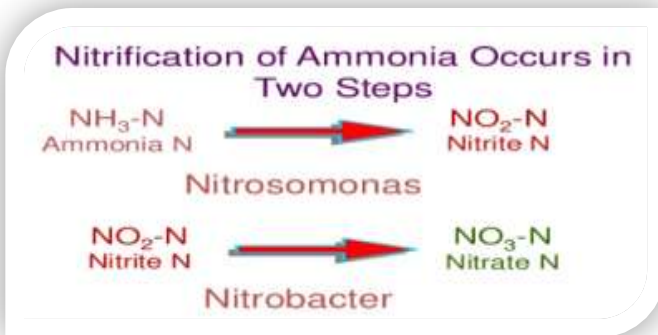 Nitrification of Ammonia Occurs in
Two Steps
NH₃-N NO₂-N
Ammonia N Nitrite N
Nitrosomonas
NO₂-N NO₃-N
Nitrite N Nitrate N
Nitrobacter